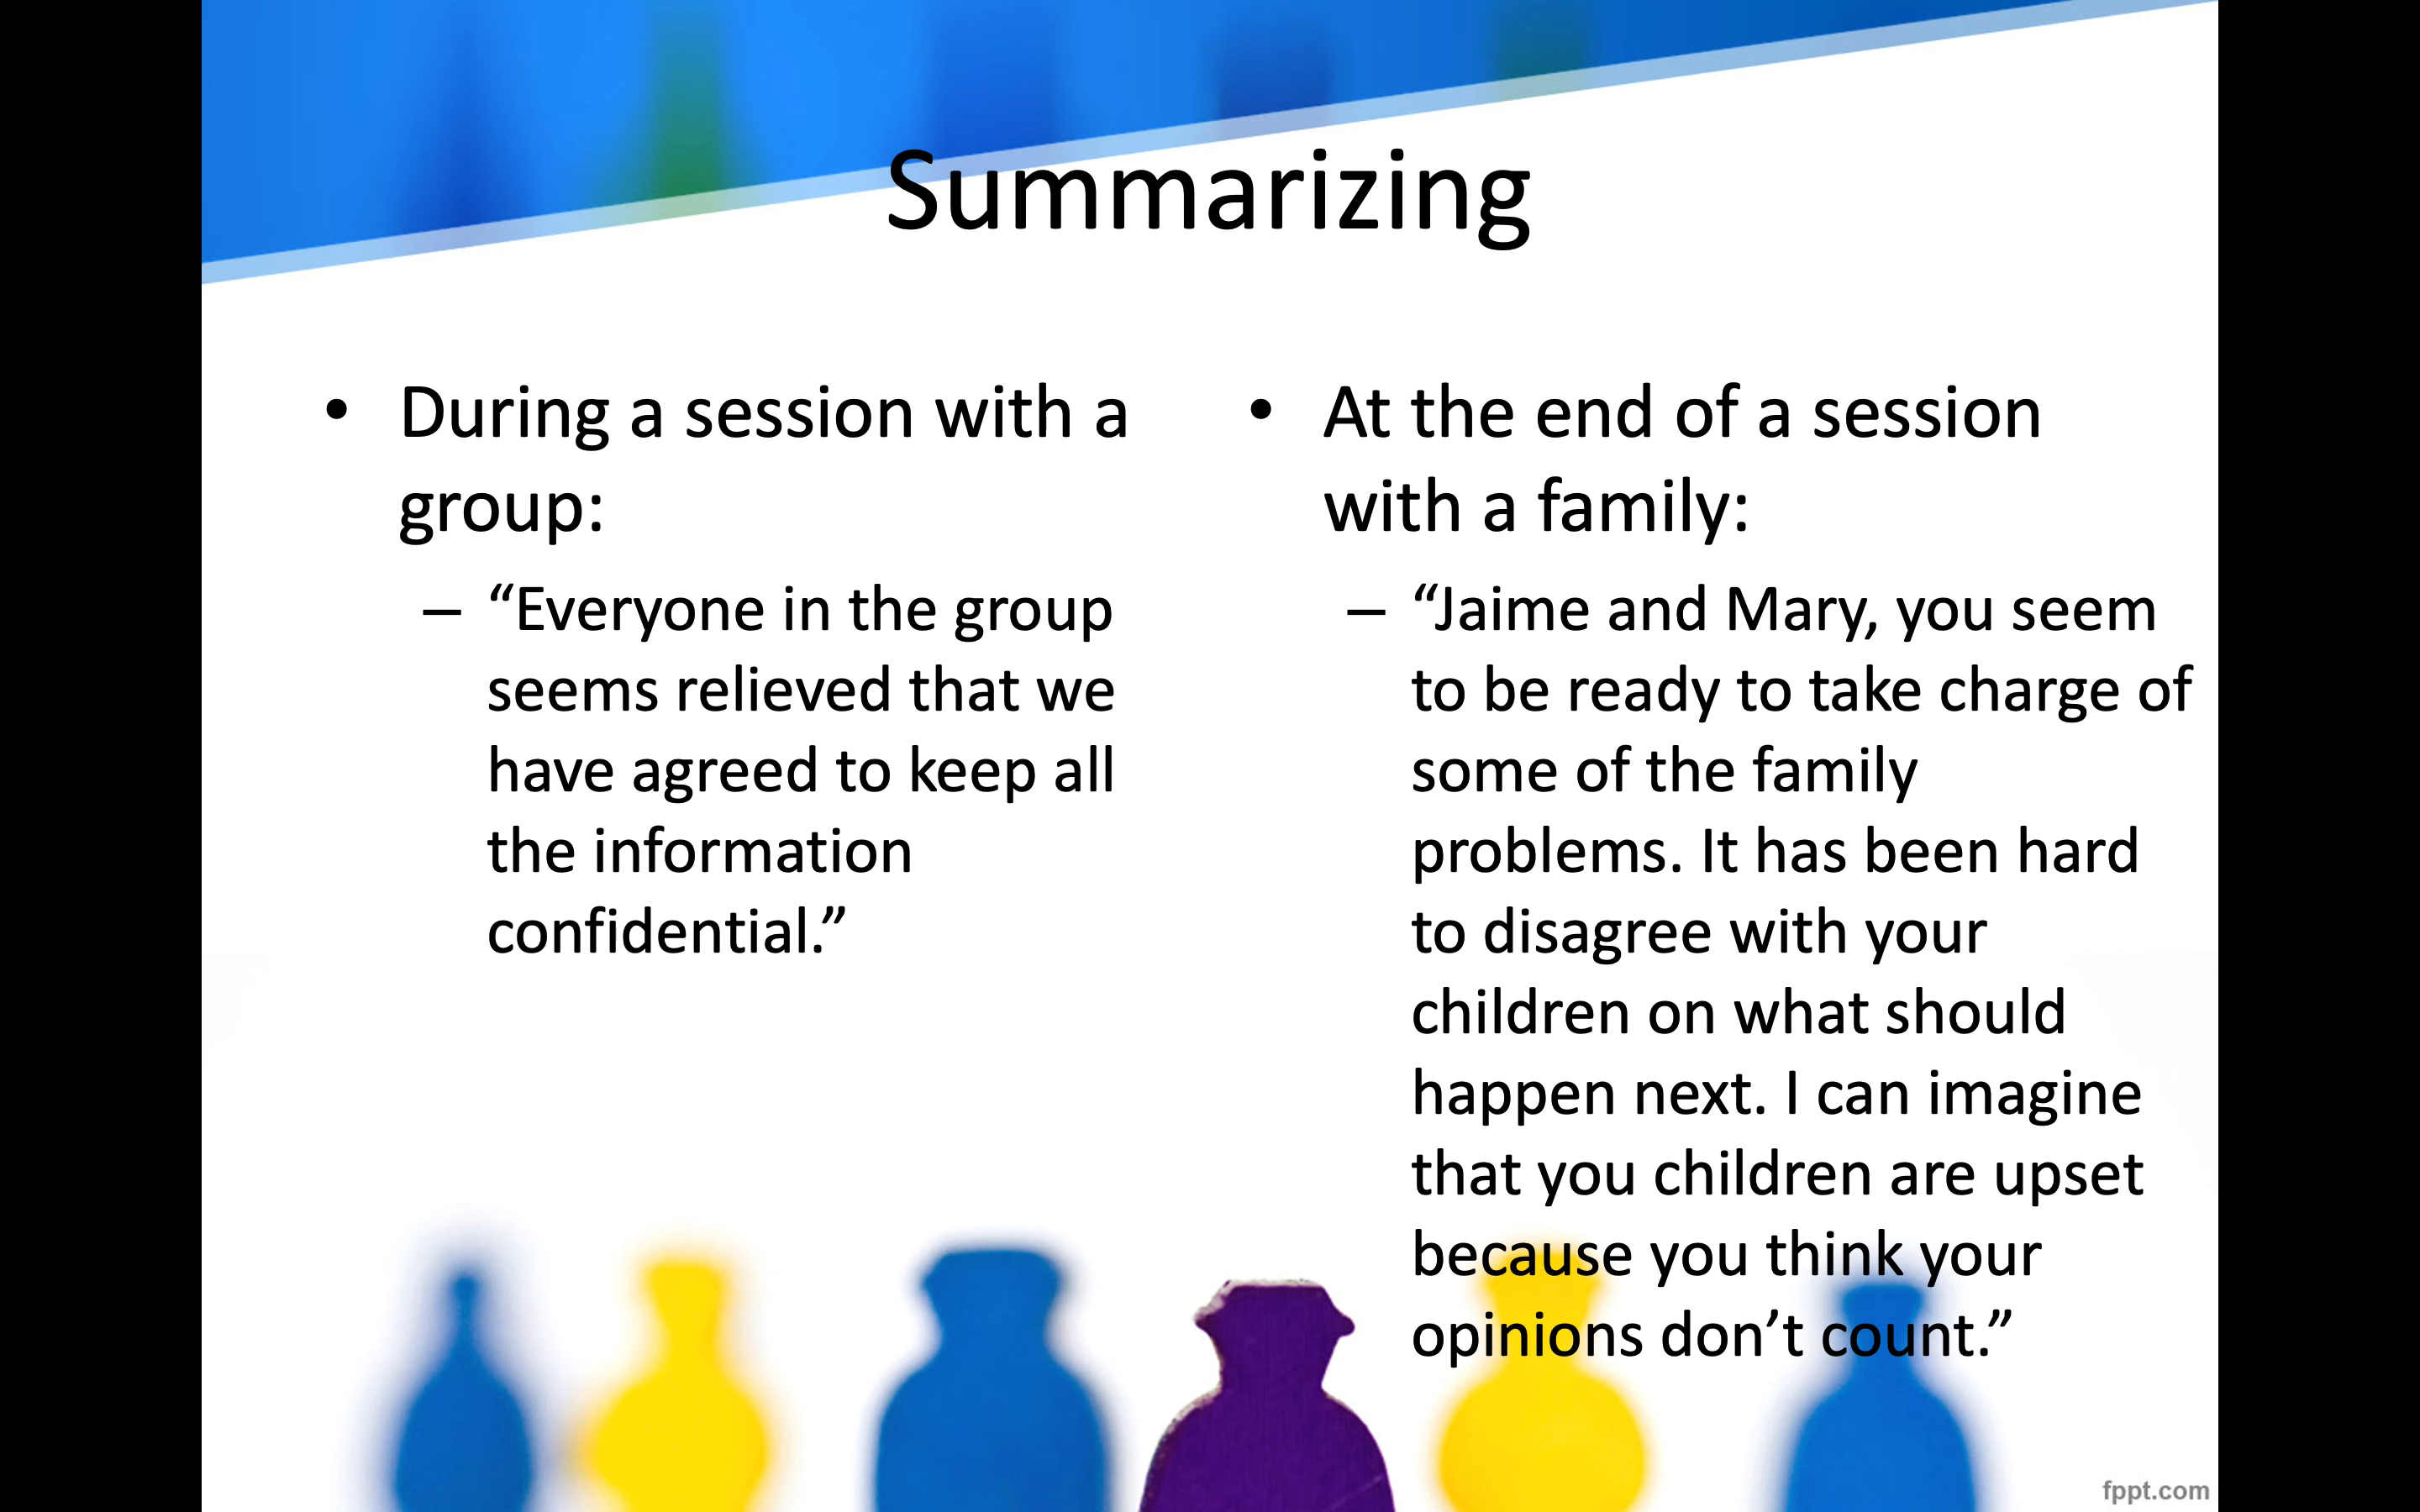 Summarizing
• During a session with a
group:
– “Everyone in the group
seems relieved that we
have agreed to keep all
the information
confidential.”
• At the end of a session
with a family:
– “Jaime and Mary, you seem
to be ready to take charge of
some of the family
problems. It has been hard
to disagree with your
children on what should
happen next. I can imagine
that you children are upset
because you think your
opinions don’t count.”
fppt.com